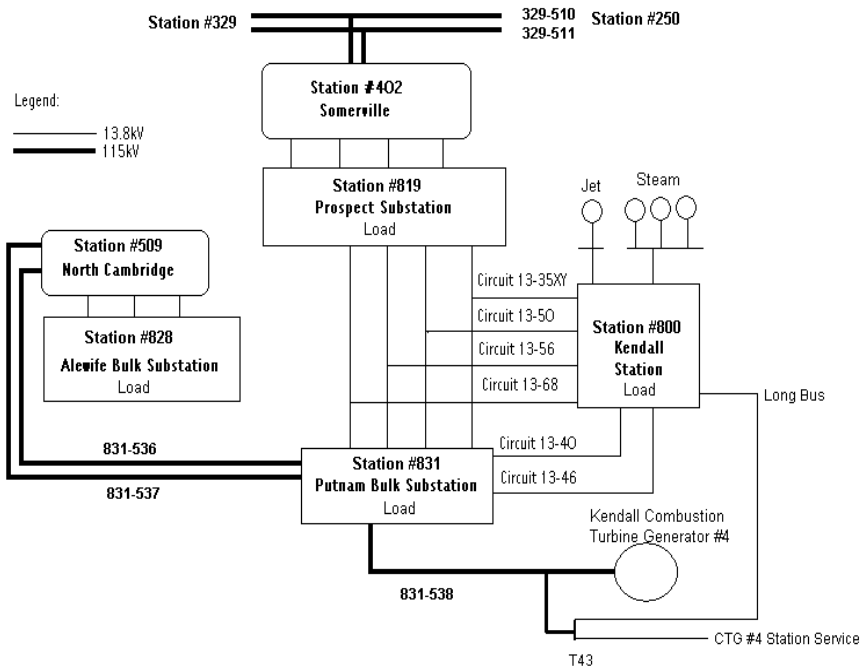 Station #329
329-510
329-511
Station #250
Station #402
Somerville
Legend:
13.8kV
115kV
Station #819
Prospect Substation
Load
Jet
Steam
Station #509
North Cambridge
Station #828
Alewife Bulk Substation
Load
Circuit 13-35XY
Circuit 13-50
Circuit 13-56
Circuit 13-68
Station #800
Kendall
Station
Load
Long Bus
831-536
831-537
Circuit 13-40
Circuit 13-46
Station #831
Putnam Bulk Substation
Load
Kendall Combustion
Turbine Generator #4
831-538
CTG #4 Station Service
T43